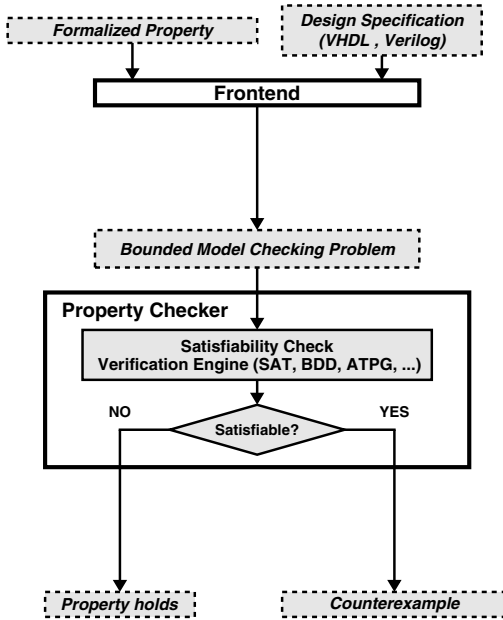 Formalized Property
Design Specification
(VHDL , Verilog)
Frontend
Bounded Model Checking Problem
Property Checker
Satisfiability Check
Verification Engine (SAT, BDD, ATPG, ...)
NO
YES
Satisfiable?
Property holds
Counterexample